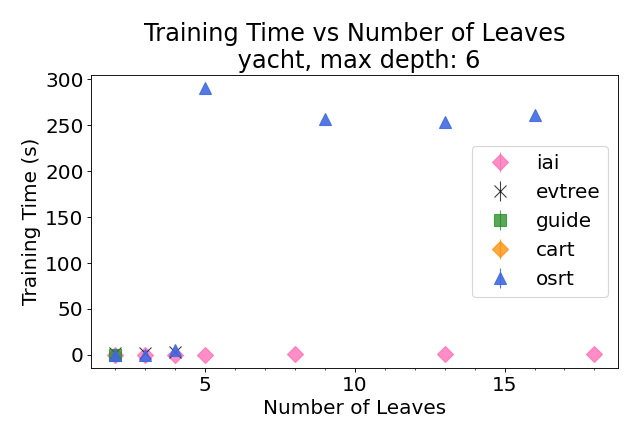 Training Time vs Number of Leaves
yacht, max depth: 6
300
250
200
150
100
50
0
Training Time (s)
iai
evtree
guide
cart
osrt
5
10
15
Number of Leaves